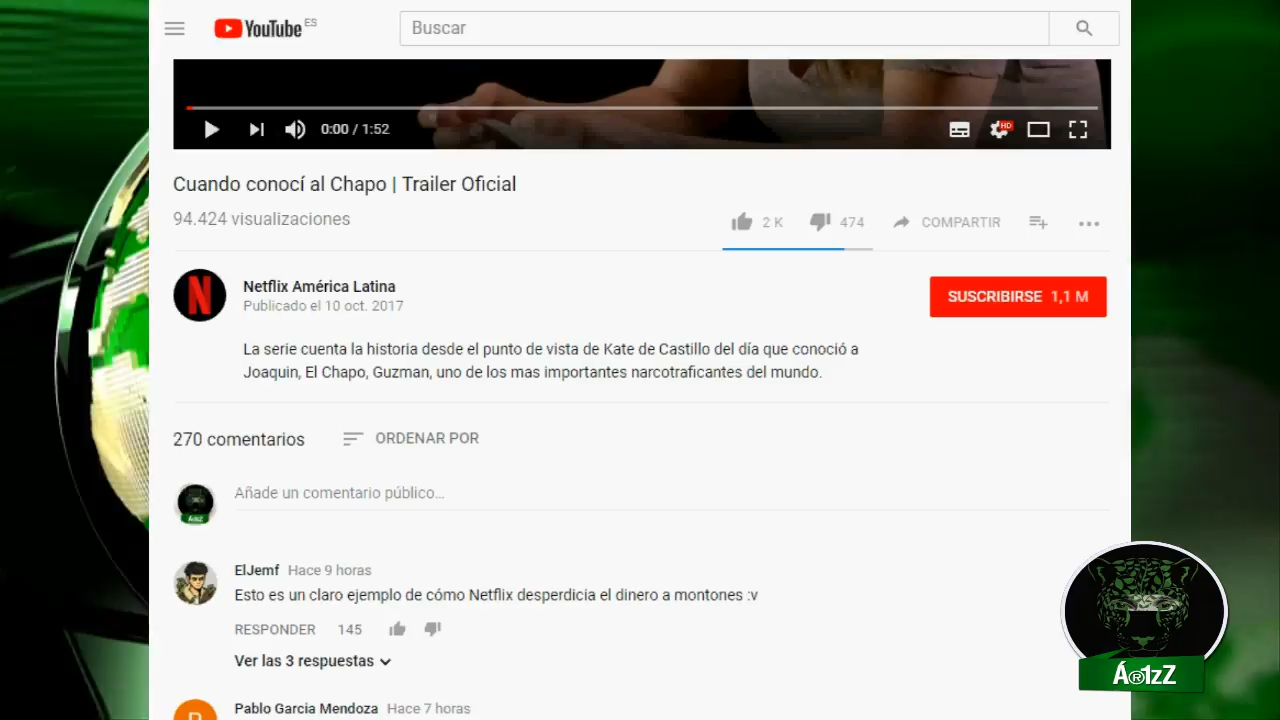 YouTube ES
Buscar
0:00 / 1:52
HD
Cuando conocí al Chapo | Trailer Oficial
94.424 visualizaciones
2 K 474 COMPARTIR
N
Netflix América Latina
Publicado el 10 oct. 2017
SUSCRIBIRSE 1,1 M
La serie cuenta la historia desde el punto de vista de Kate de Castillo del día que conoció a
Joaquin, El Chapo, Guzman, uno de los mas importantes narcotraficantes del mundo.
270 comentarios ORDENAR POR
Añade un comentario público...
ElJemf Hace 9 horas
Esto es un claro ejemplo de cómo Netflix desperdicia el dinero a montones :v
RESPONDER 145
Ver las 3 respuestas
Pablo Garcia Mendoza Hace 7 horas
P
Á®1zZ